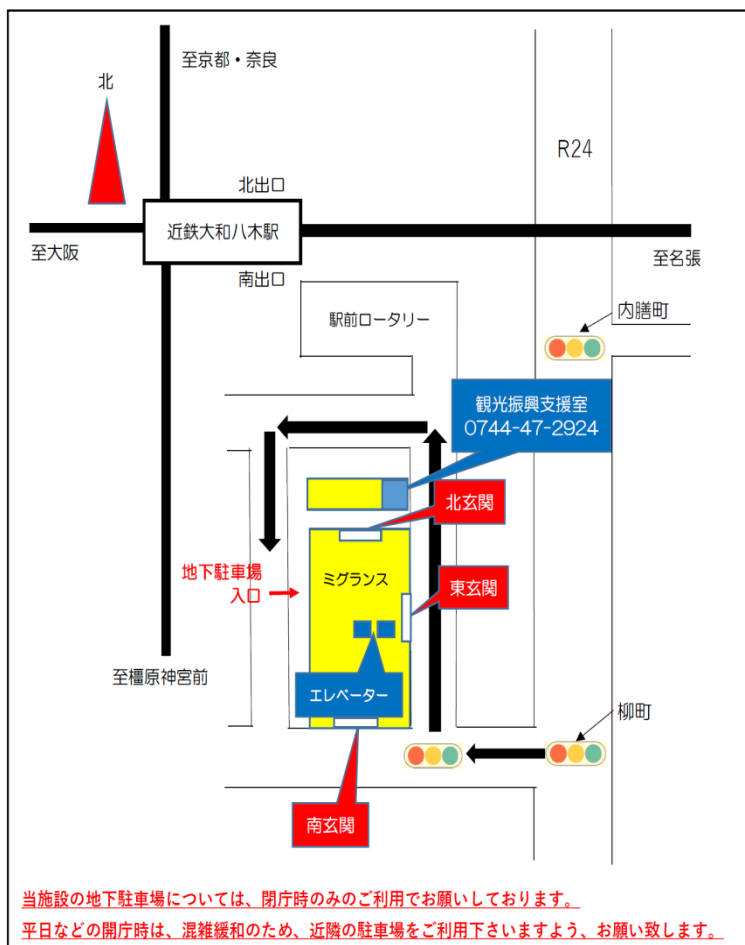 至京都・奈良
北
R24
北出口
近鉄大和八木駅
至大阪
至名張
南出口
内膳町
駅前ロータリー
観光振興支援室
0744-47-2924
北玄関
地下駐車場
入口
ミグランス
東玄関
至橿原神宮前
エレベーター
柳町
南玄関
当施設の地下駐車場については、閉庁時のみのご利用でお願いしております。
平日などの開庁時は、混雑緩和のため、近隣の駐車場をご利用下さいますよう、お願い致します。